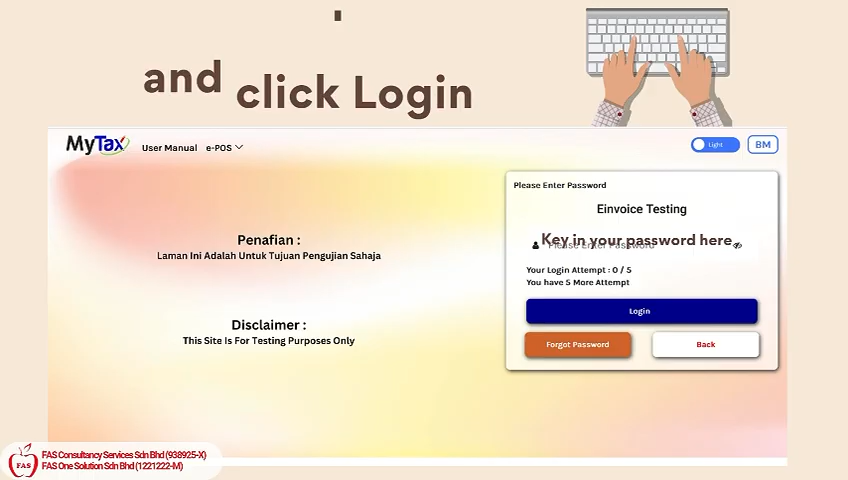 and click Login
MyTax
User Manual e-POS
Light
BM
Please Enter Password
Einvoice Testing
Key in your password here
Please Enter Password
Your Login Attempt : 0 / 5
You have 5 More Attempt
Login
Forgot Password
Back
Penafian :
Laman Ini Adalah Untuk Tujuan Pengujian Sahaja
Disclaimer :
This Site Is For Testing Purposes Only
FAS
FAS Consultancy Services Sdn Bhd (938925-X)
FAS One Solution Sdn Bhd (1221222-M)